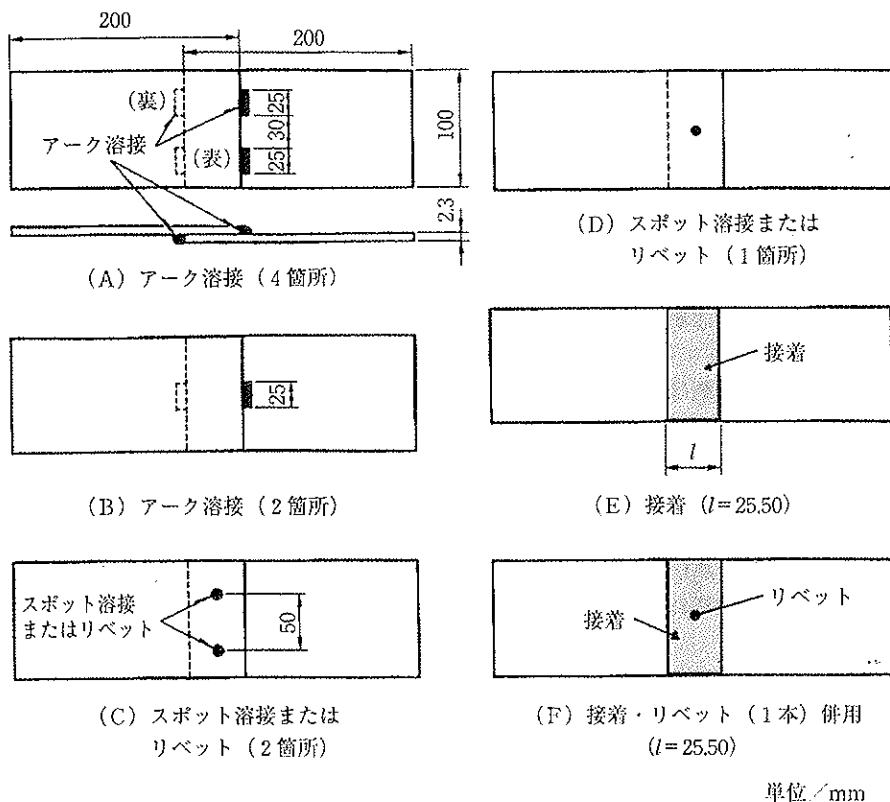 200
200
(裏)
アーク溶接
(表)
25
30
25
100
2.3
(A) アーク溶接 (4箇所)
25
(B) アーク溶接 (2箇所)
スポット溶接
またはリベット
50
(C) スポット溶接または
リベット (2箇所)
(D) スポット溶接または
リベット (1箇所)
接着
l
(E) 接着 (l=25,50)
リベット
接着
(F) 接着・リベット (1本) 併用
(l=25,50)
単位/mm